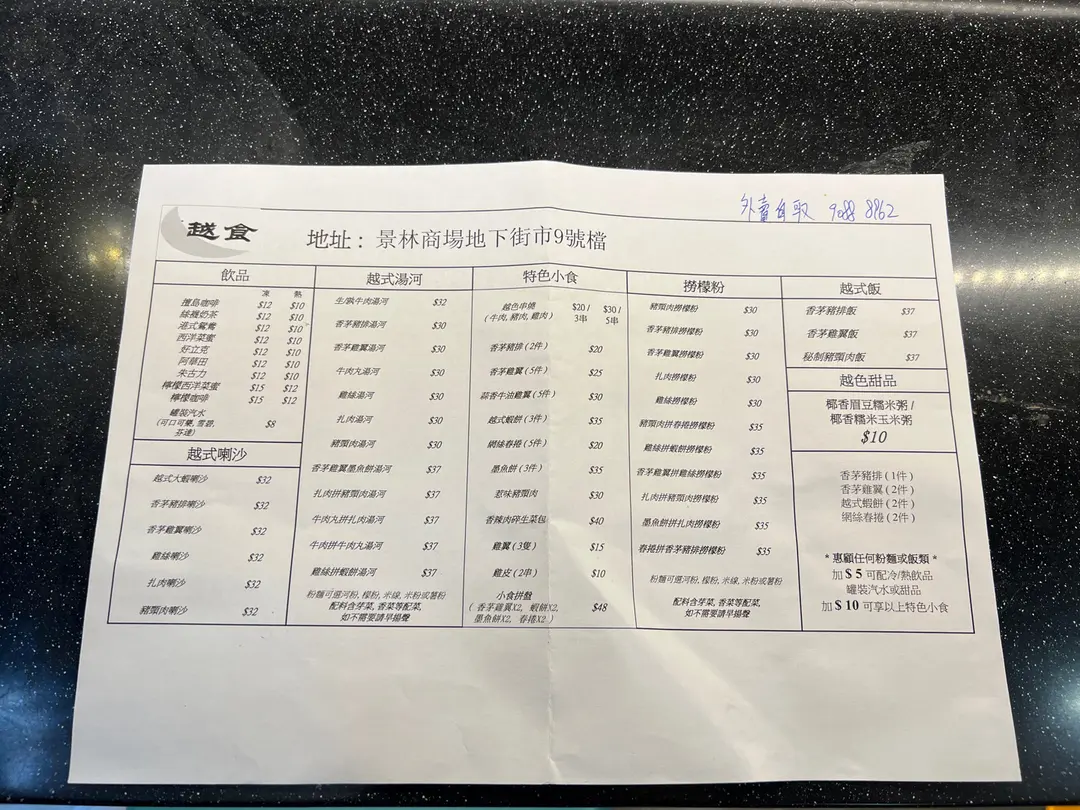 外賣自取 9088 8962
越食
地址：景林商場地下街市9號檔
飲品
凍 熱
擅島咖啡 $12 $10
絲襪奶茶 $12 $10
港式鴛鴦 $12 $10
西洋菜蜜 $12 $10
好立克 $12 $10
阿華田 $12 $10
朱古力 $12 $10
檸檬西洋菜蜜 $15 $12
檸檬咖啡 $15 $12
罐裝汽水 $8
(可口可樂, 雪碧,
芬達)
越式喇沙
越式大蝦喇沙 $32
香茅豬排喇沙 $32
香茅雞翼喇沙 $32
雞絲喇沙 $32
扎肉喇沙 $32
豬頸肉喇沙 $32
越式湯河
生/熟牛肉湯河 $32
香茅豬排湯河 $30
香茅雞翼湯河 $30
牛肉丸湯河 $30
雞絲湯河 $30
扎肉湯河 $30
豬頸肉湯河 $30
香茅雞翼墨魚餅湯河 $37
扎肉拼豬頸肉湯河 $37
牛肉丸拼扎肉湯河 $37
牛肉拼牛肉丸湯河 $37
雞絲拼蝦餅湯河 $37
粉麵可選河粉, 檬粉, 米線, 米粉或薯粉
配料含芽菜, 香菜等配菜,
如不需要請早揚聲
特色小食
越色串燒 $20 / $30 /
(牛肉, 豬肉, 雞肉) 3串 5串
香茅豬排 (2件) $20
香茅雞翼 (5件) $25
蒜香牛油雞翼 (5件) $30
越式蝦餅 (3件) $35
網絲春捲 (5件) $20
墨魚餅 (3件) $35
惹味豬頸肉 $30
香辣肉碎生菜包 $40
雞翼 (3隻) $15
雞皮 (2串) $10
小食拼盤
(香茅雞翼X2, 蝦餅X2, $48
墨魚餅X2, 春捲X2)
撈檬粉
豬頸肉撈檬粉 $30
香茅豬排撈檬粉 $30
香茅雞翼撈檬粉 $30
扎肉撈檬粉 $30
雞絲撈檬粉 $30
豬頸肉拼春捲撈檬粉 $35
雞絲拼蝦餅撈檬粉 $35
香茅雞翼拼雞絲撈檬粉 $35
扎肉拼豬頸肉撈檬粉 $35
墨魚餅拼扎肉撈檬粉 $35
春捲拼香茅豬排撈檬粉 $35
粉麵可選河粉, 檬粉, 米線, 米粉或薯粉
配料含芽菜, 香菜等配菜,
如不需要請早揚聲
越式飯
香茅豬排飯 $37
香茅雞翼飯 $37
秘制豬頸肉飯 $37
越色甜品
椰香眉豆糯米粥 /
椰香糯米玉米粥
$10
香茅豬排 (1件)
香茅雞翼 (2件)
越式蝦餅 (2件)
網絲春捲 (2件)
* 惠顧任何粉麵或飯類 *
加 $ 5 可配冷/熱飲品
罐裝汽水或甜品
加 $ 10 可享以上特色小食